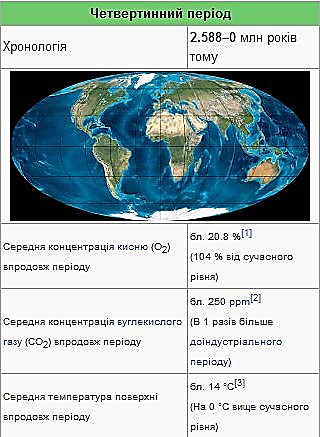 Четвертинний період
Хронологія
2.588–0 млн років
тому
Середня концентрація кисню (O2)
впродовж періоду
бл. 20.8 %[1]
(104 % від сучасного
рівня)
Середня концентрація вуглекислого
газу (CO2) впродовж періоду
бл. 250 ppm[2]
(В 1 разів більше
доіндустріального
періоду)
Середня температура поверхні
впродовж періоду
бл. 14 °C[3]
(На 0 °C вище сучасного
рівня)